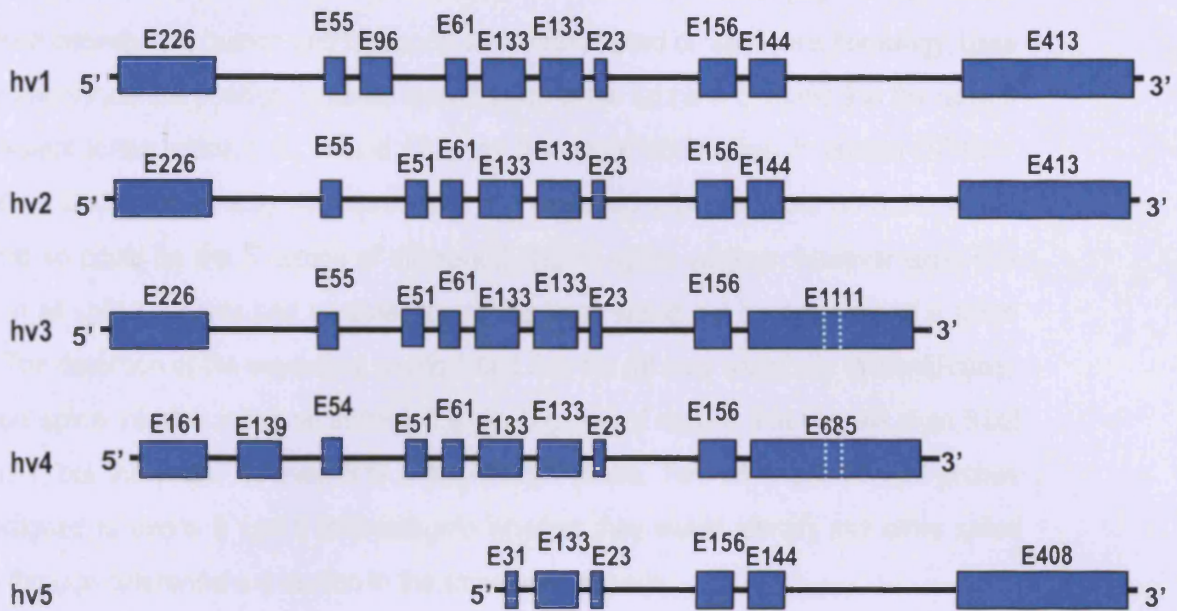 E226 E55 E96 E61 E133 E133 E23 E156 E144 E413
hv1 5’ 3’
E226 E55 E51 E61 E133 E133 E23 E156 E144 E413
hv2 5’ 3’
E226 E55 E51 E61 E133 E133 E23 E156 E1111
hv3 5’ 3’
E161 E139 E54 E51 E61 E133 E133 E23 E156 E685
hv4 5’ 3’
E31 E133 E23 E156 E144 E408
hv5 5’ 3’